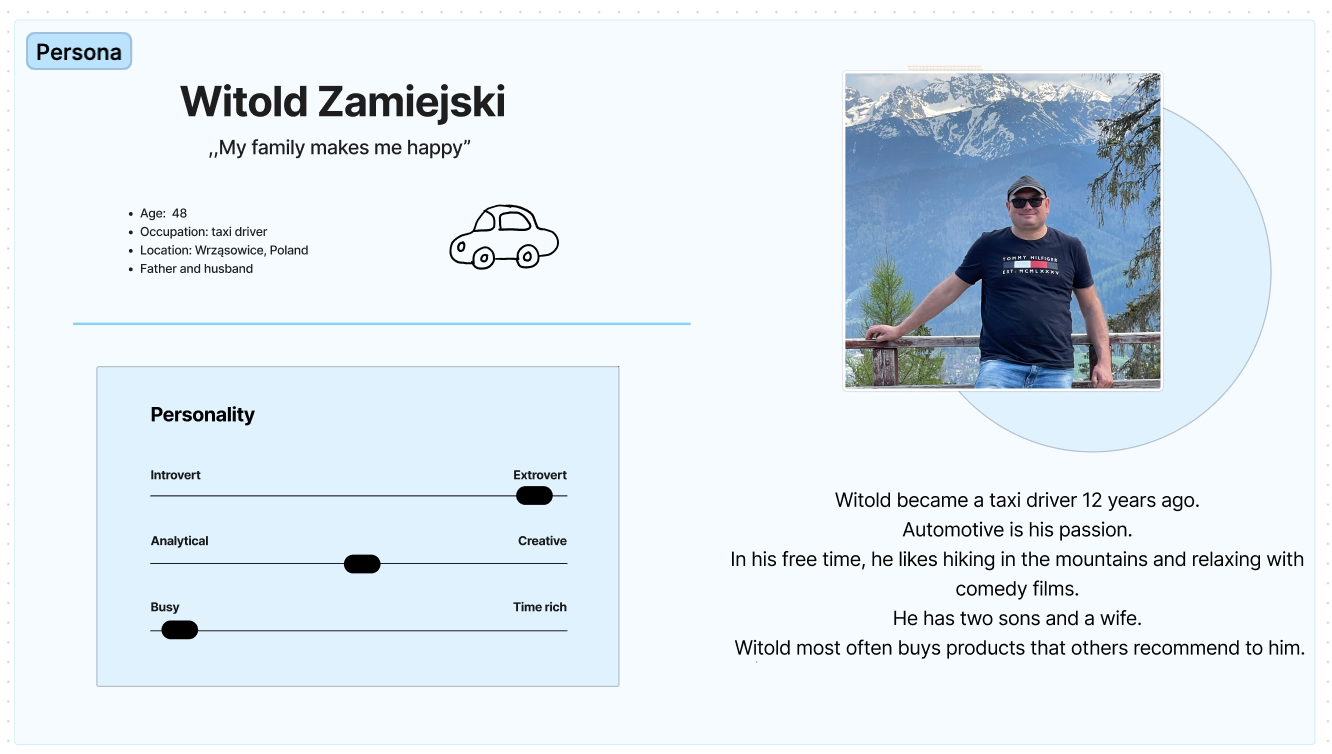 Persona
Witold Zamiejski
,,My family makes me happy”
Age: 48
Occupation: taxi driver
Location: Wrząsowice, Poland
Father and husband
Personality
Introvert
Extrovert
Analytical
Creative
Busy
Time rich
TOMMY HILFIGER
EST. MCMLXXXV
Witold became a taxi driver 12 years ago.
Automotive is his passion.
In his free time, he likes hiking in the mountains and relaxing with
comedy films.
He has two sons and a wife.
Witold most often buys products that others recommend to him.